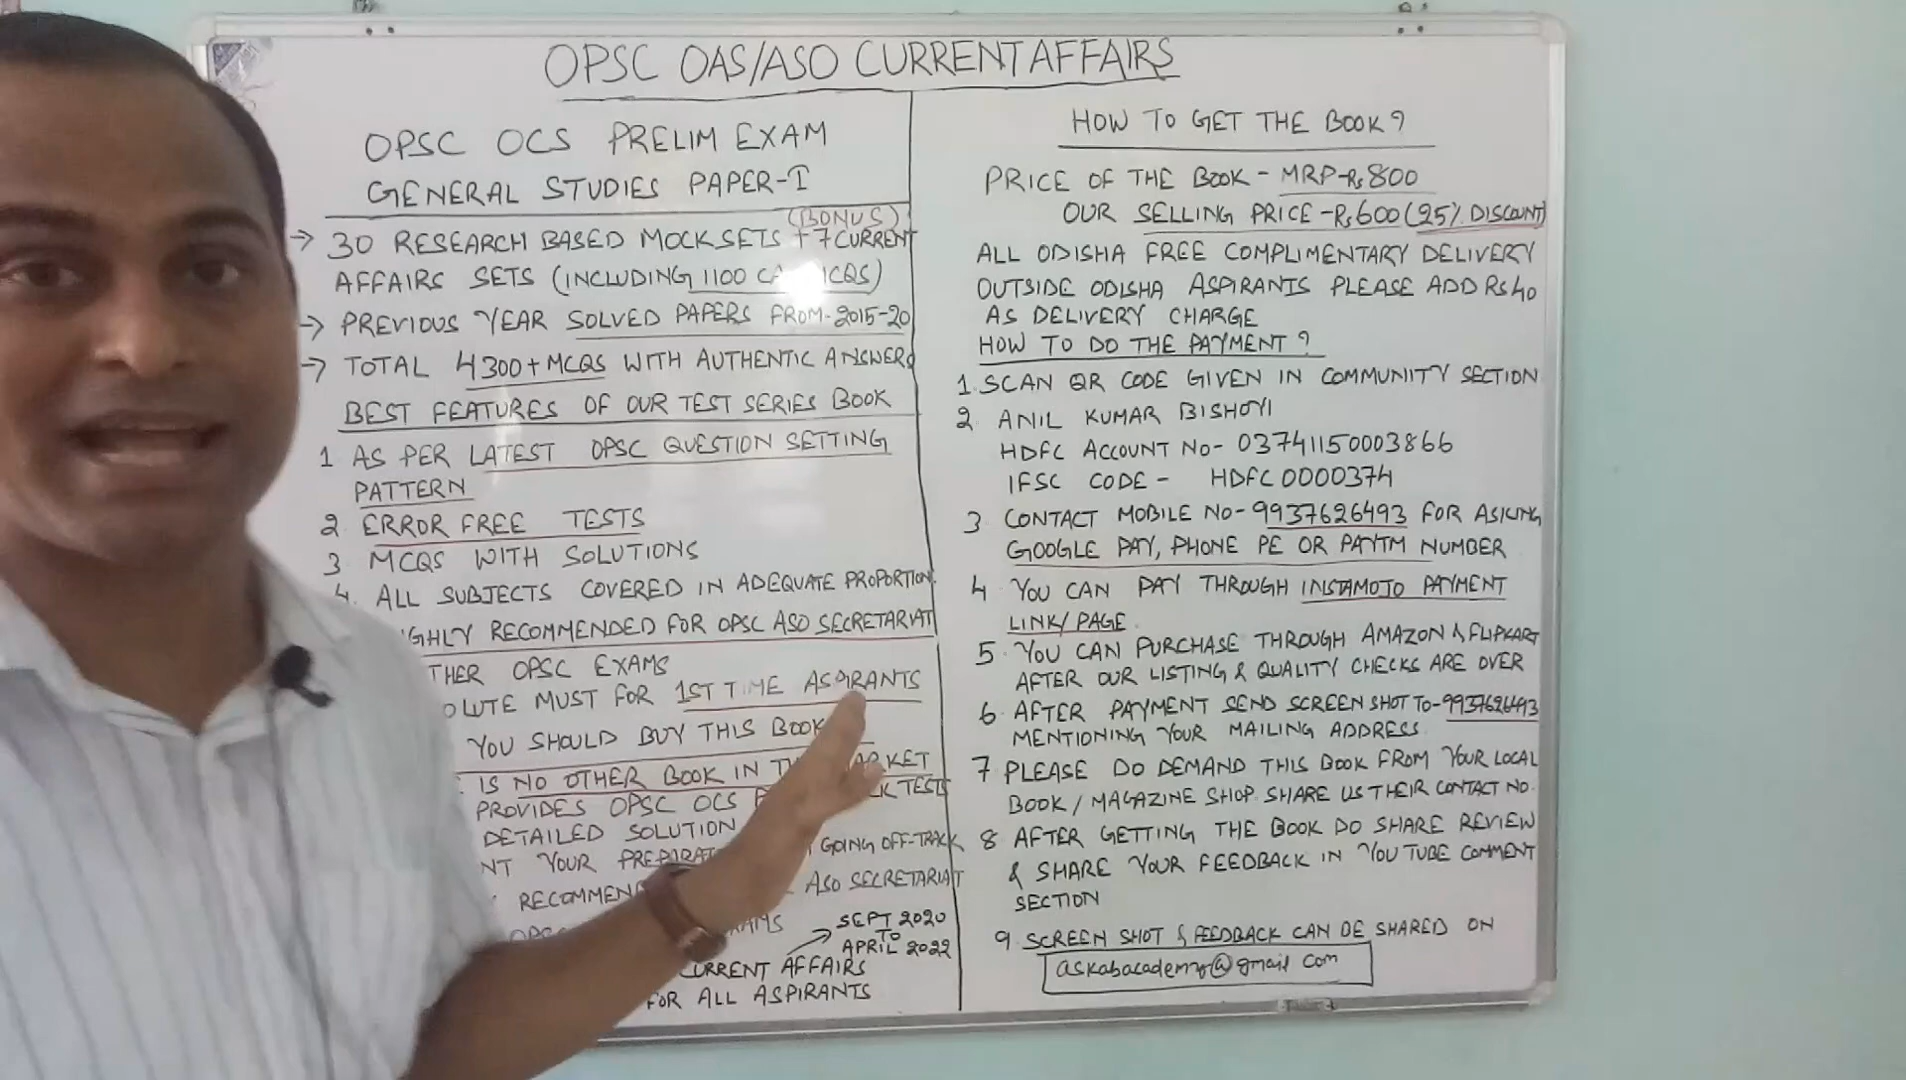 OPSC OAS/ASO CURRENT AFFAIRS
OPSC OCS PRELIM EXAM
GENERAL STUDIES PAPER-I
(BONUS)
→ 30 RESEARCH BASED MOCK SETS + 7 CURRENT
AFFAIRS SETS (INCLUDING 1100 CA MCQS)
→ PREVIOUS YEAR SOLVED PAPERS FROM-2015-20
→ TOTAL 4300+ MCQS WITH AUTHENTIC ANSWERS
BEST FEATURES OF OUR TEST SERIES BOOK
1 AS PER LATEST OPSC QUESTION SETTING
PATTERN
2 ERROR FREE TESTS
3 MCQS WITH SOLUTIONS
4. ALL SUBJECTS COVERED IN ADEQUATE PROPORTION.
RECOMMENDED FOR OPSC ASO SECRETARIAT
OPSC EXAMS
MUST FOR 1ST TIME ASPIRANTS
YOU SHOULD BUY THIS BOOK
IS NO OTHER BOOK IN
PROVIDES OPSC OCS TESTS
DETAILED SOLUTION
YOUR GOING OFF-TRACK
ASO SECRETARIAT
SEPT 2020
TO
APRIL 2022
CURRENT AFFAIRS
FOR ALL ASPIRANTS
HOW TO GET THE BOOK?
PRICE OF THE BOOK - MRP-Rs 800
OUR SELLING PRICE -Rs 600 (25% DISCOUNT)
ALL ODISHA FREE COMPLIMENTARY DELIVERY
OUTSIDE ODISHA ASPIRANTS PLEASE ADD Rs 40
AS DELIVERY CHARGE
HOW TO DO THE PAYMENT?
1. SCAN QR CODE GIVEN IN COMMUNITY SECTION
2 ANIL KUMAR BISHOYI
HDFC ACCOUNT NO- 03741150003866
IFSC CODE - HDFC0000374
3 CONTACT MOBILE NO-9937626493 FOR ASKING
GOOGLE PAY, PHONE PE OR PAYTM NUMBER
4 YOU CAN PAY THROUGH INSTAMOJO PAYMENT
LINK/PAGE
5. YOU CAN PURCHASE THROUGH AMAZON & FLIPKART
AFTER OUR LISTING & QUALITY CHECKS ARE OVER
6. AFTER PAYMENT SEND SCREEN SHOT TO-9937626493
MENTIONING YOUR MAILING ADDRESS
7 PLEASE DO DEMAND THIS BOOK FROM YOUR LOCAL
BOOK/MAGAZINE SHOP. SHARE US THEIR CONTACT NO.
8 AFTER GETTING THE BOOK DO SHARE REVIEW
& SHARE YOUR FEEDBACK IN YOU TUBE COMMENT
SECTION
9 SCREEN SHOT & FEEDBACK CAN BE SHARED ON
askabacademy@gmail com